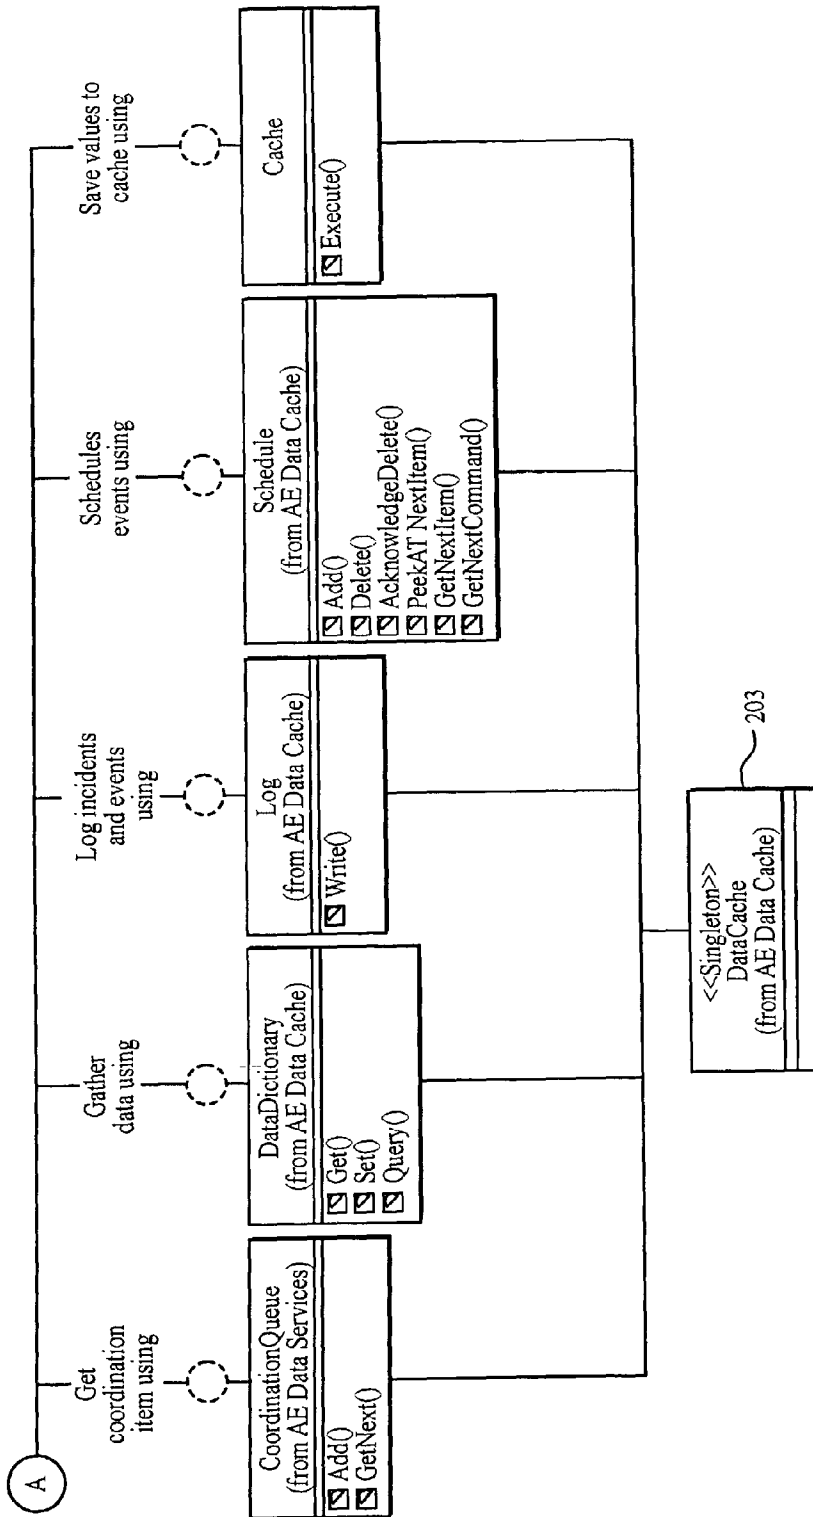 A
Get
coordination
item using
Gather
data using
Log incidents
and events
using
Schedules
events using
Save values to
cache using
CoordinationQueue
(from AE Data Services)
Add()
GetNext()
DataDictionary
(from AE Data Cache)
Get()
Set()
Query()
Log
(from AE Data Cache)
Write()
Schedule
(from AE Data Cache)
Add()
Delete()
AcknowledgeDelete()
PeekAT NextItem()
GetNextItem()
GetNextCommand()
Cache
Execute()
<<Singleton>>
DataCache
(from AE Data Cache)
203